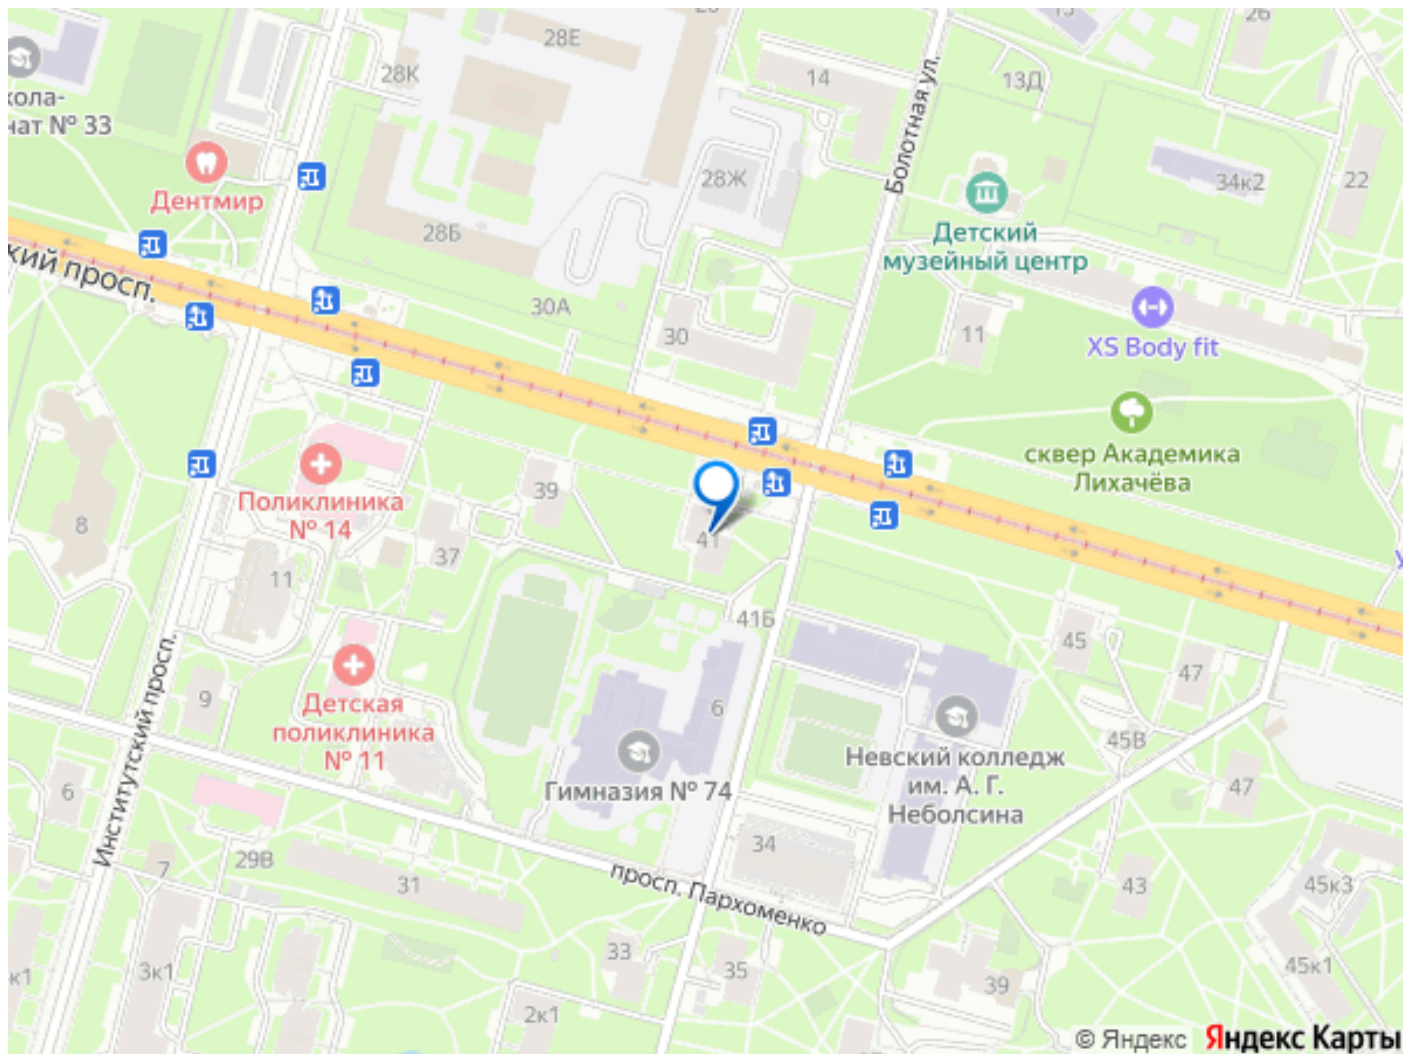 28Е
26
28К
14
13Д
кола-
нат № 33
Болотная ул.
Дентмир
28Ж
34к2
22
28Б
Детский
музейный центр
кий просп.
30А
30
11
XS Body fit
сквер Академика
Лихачёва
39
Поликлиника
№ 14
8
37
41
11
41Б
45
47
Институтский просп.
9
Детская
поликлиника
№ 11
6
45В
Невский колледж
им. А. Г.
Неболсина
47
6
Гимназия № 74
34
29В
7
31
просп. Пархоменко
43
45к3
33
35
3к1
к1
39
45к1
2к1
© Яндекс Яндекс Карты